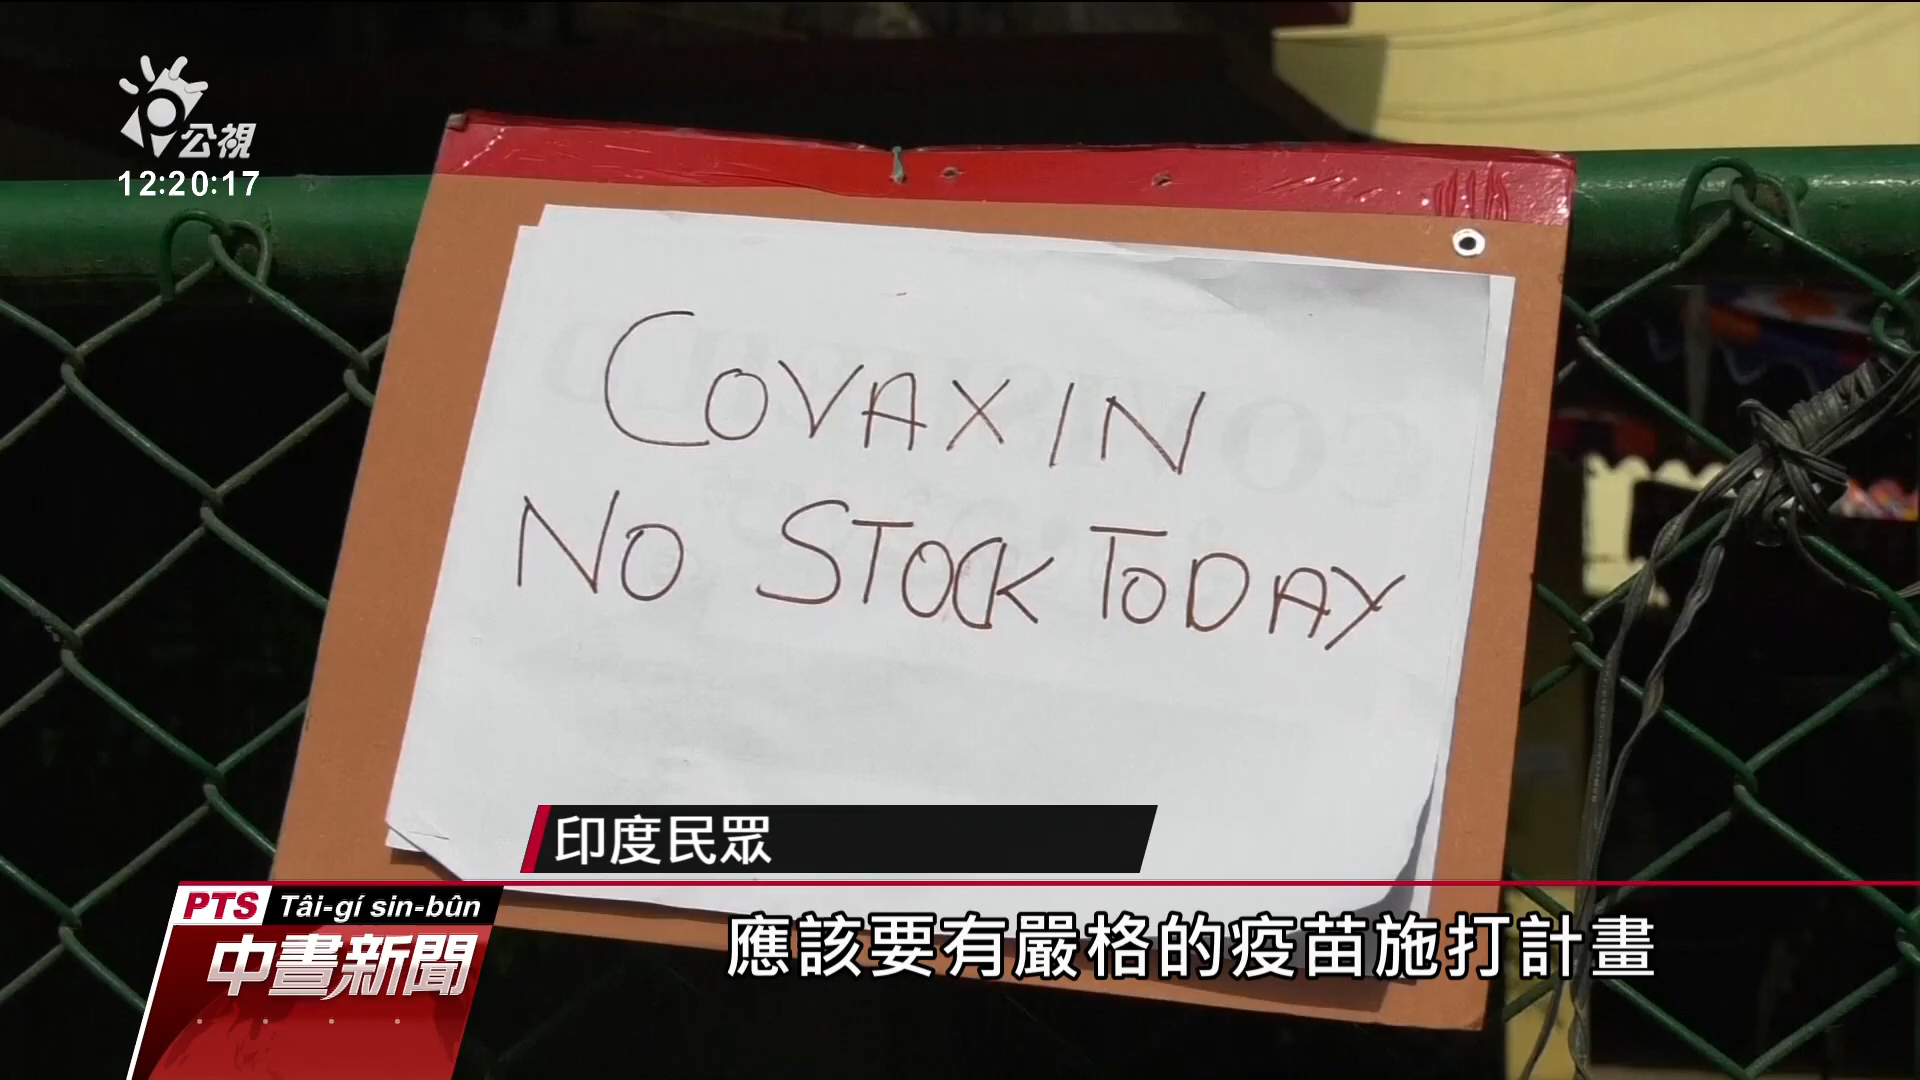 公視
12:20:17
COVAXIN
NO STOCK TODAY
印度民眾
PTS Tâi-gí sin-bûn
中晝新聞
應該要有嚴格的疫苗施打計畫